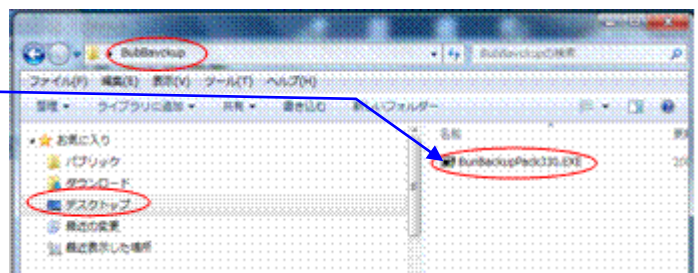 BubBavckup
BubBavckupの検索
ファイル(F) 編集(E) 表示(V) ツール(T) ヘルプ(H)
整理 ライブラリに追加 共有 書き込む 新しいフォルダー
お気に入り
名前
パブリック
BunBackupPack330.EXE
ダウンロード
デスクトップ
最近の変更
最近表示した場所